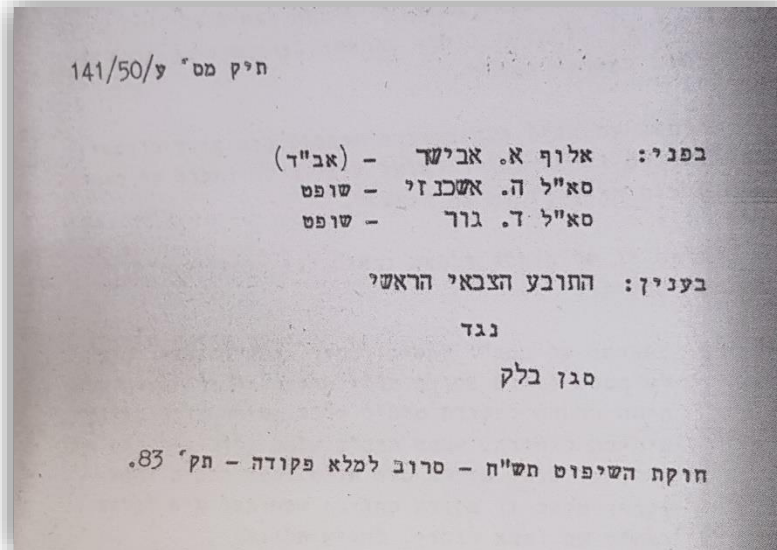 תיק מס' ע/141/50
בפני: אלוף א. אבישר – (אב"ד)
סא"ל ה. אשכנזי – שופט
סא"ל ד. גור – שופט
בענין: התובע הצבאי הראשי
נגד
סגן בלק
חוקת השיפוט תש"ח – סרוב למלא פקודה – תק' 83.